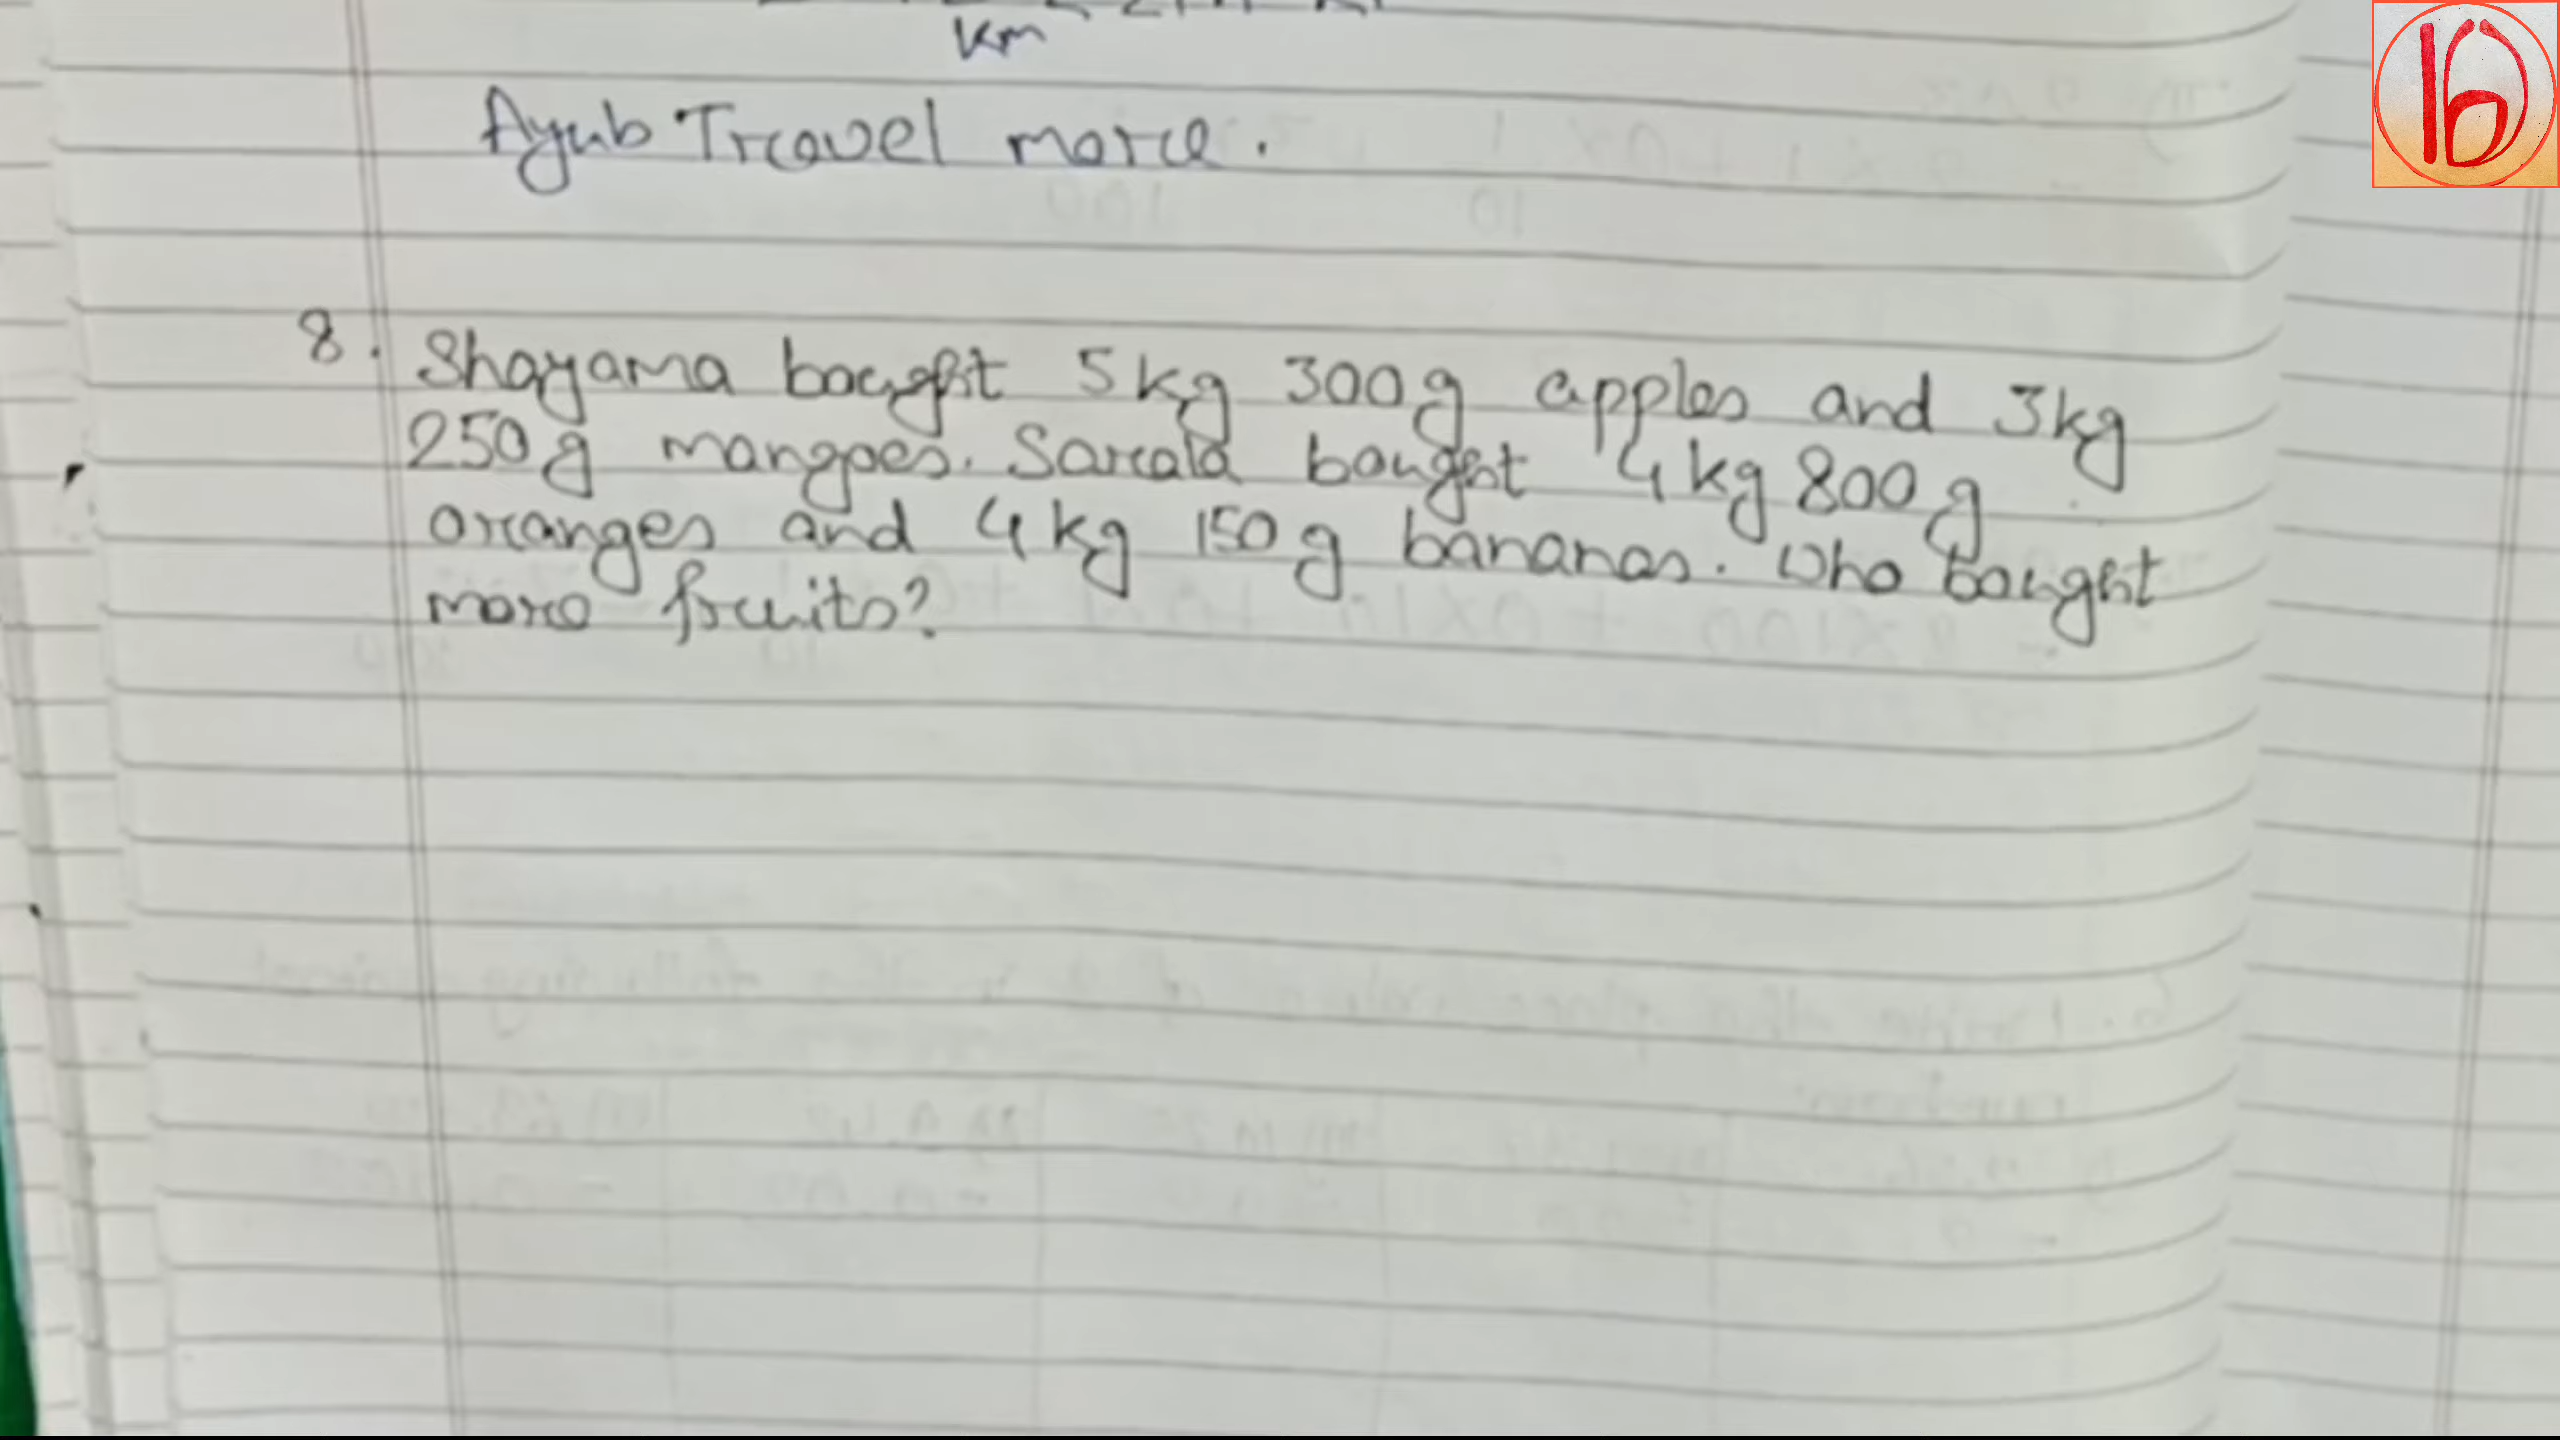 km
Ayub Travel more.
8. Shayama bought 5kg 300g apples and 3kg
250g mangoes. Sarala bought 4kg 800g
oranges and 4kg 150g bananas. Who bought
more fruits?